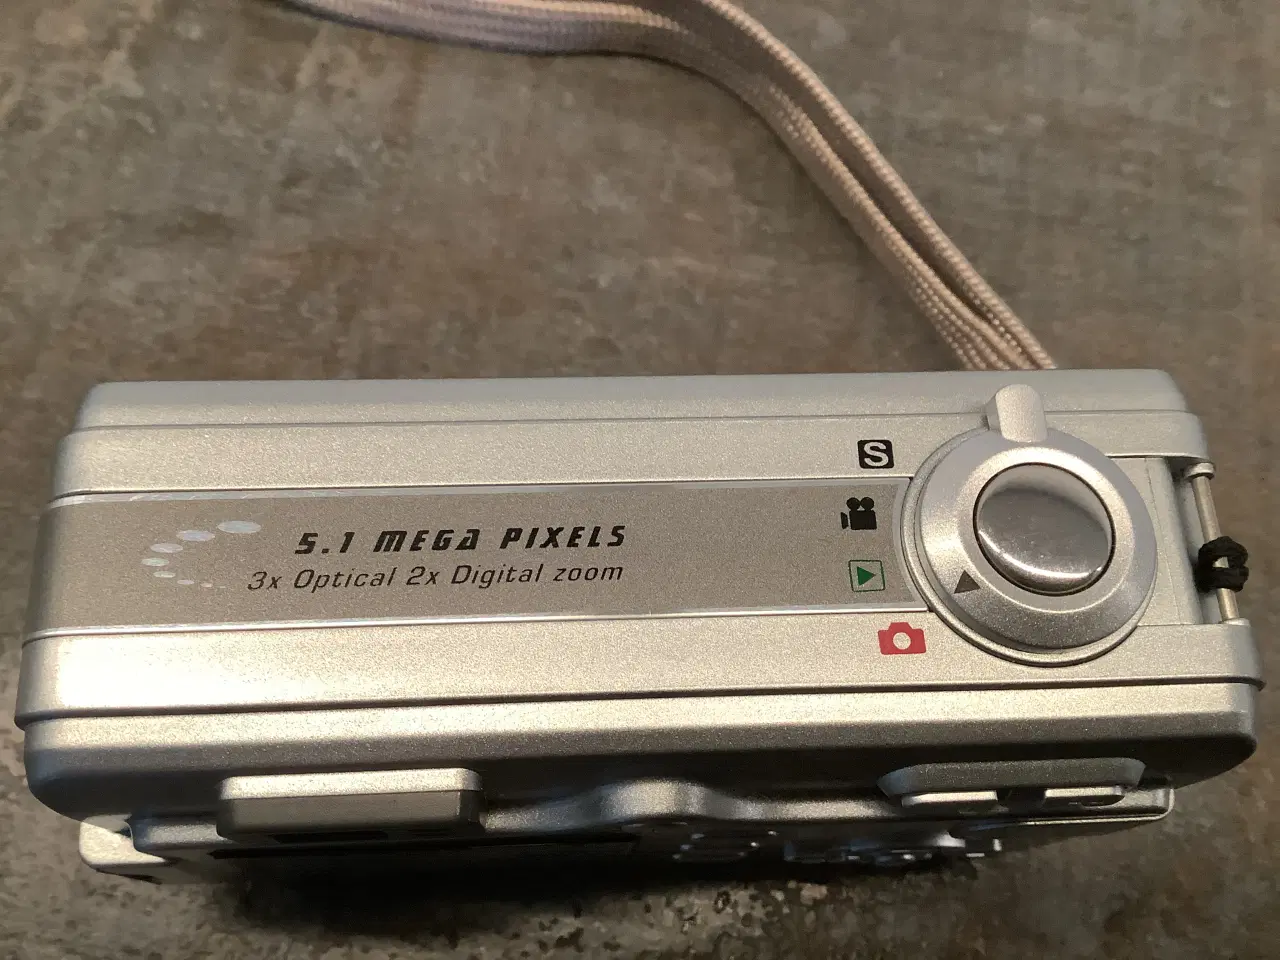 S
5.1 MEGA PIXELS
3x Optical 2x Digital zoom